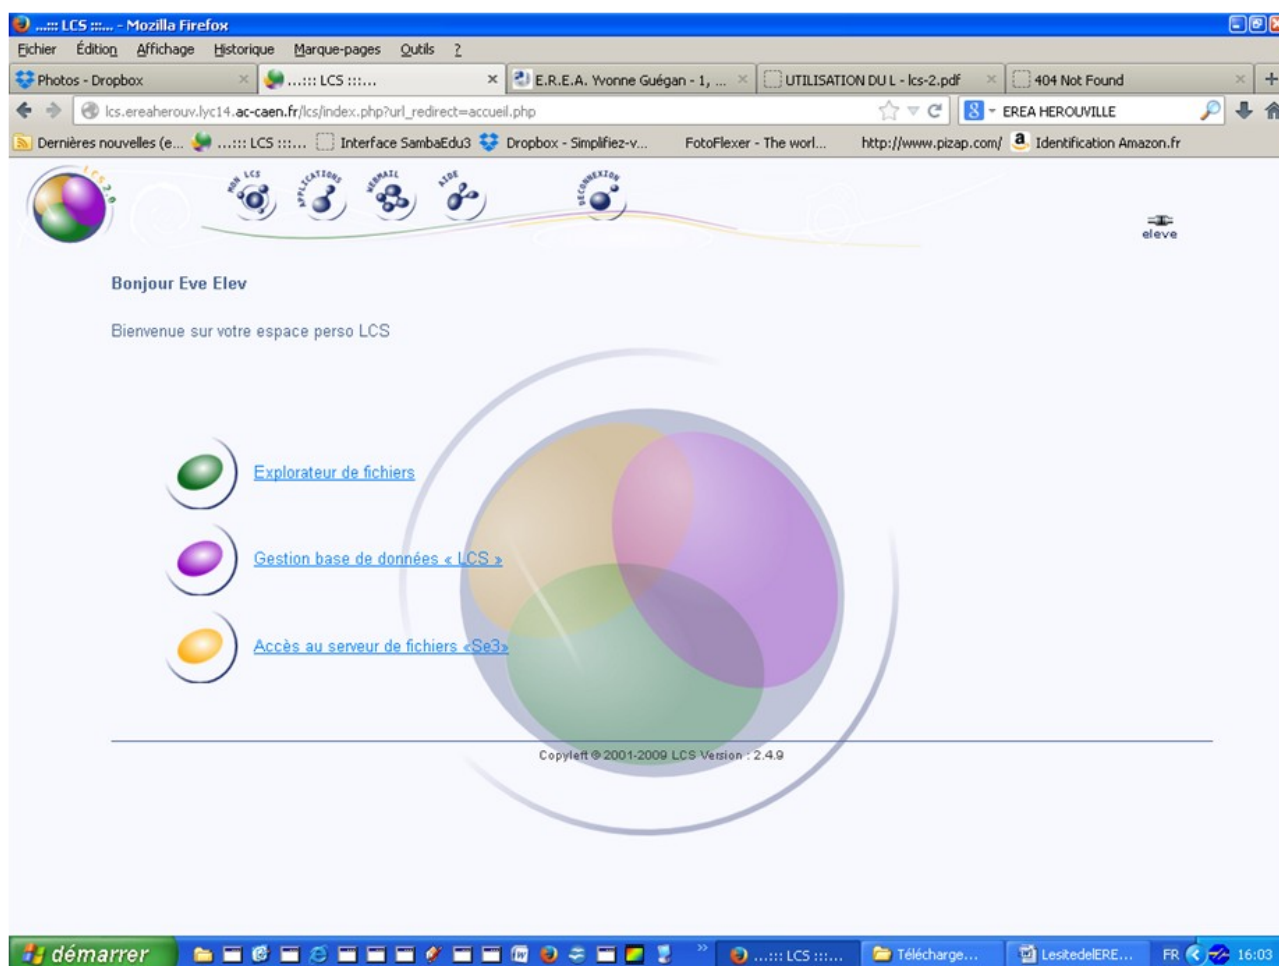 ...::: LCS :::... - Mozilla Firefox
Eichier Édition Affichage Historique Marque-pages Outils ?
Photos - Dropbox × ...::: LCS :::... × E.R.E.A. Yvonne Guégan - 1, ... × UTILISATION DU L - lcs-2.pdf × 404 Not Found × +
lcs.ereaherouv.lyc14.ac-caen.fr/lcs/index.php?url_redirect=accueil.php EREA HEROUVILLE
Dernières nouvelles (e... ...::: LCS :::... Interface SambaEdu3 Dropbox - Simplifiez-v... FotoFlexer - The worl... http://www.pizap.com/ Identification Amazon.fr
LCS 2.0 MON LCS APPLICATIONS WEBMAIL AIDE DECONNEXION
eleve
Bonjour Eve Elev
Bienvenue sur votre espace perso LCS
Explorateur de fichiers
Gestion base de données « LCS »
Accès au serveur de fichiers «Se3»
Copyleft © 2001-2009 LCS Version : 2.4.9
démarrer ...::: LCS :::... Télécharge... LesitedelERE... FR 16:03